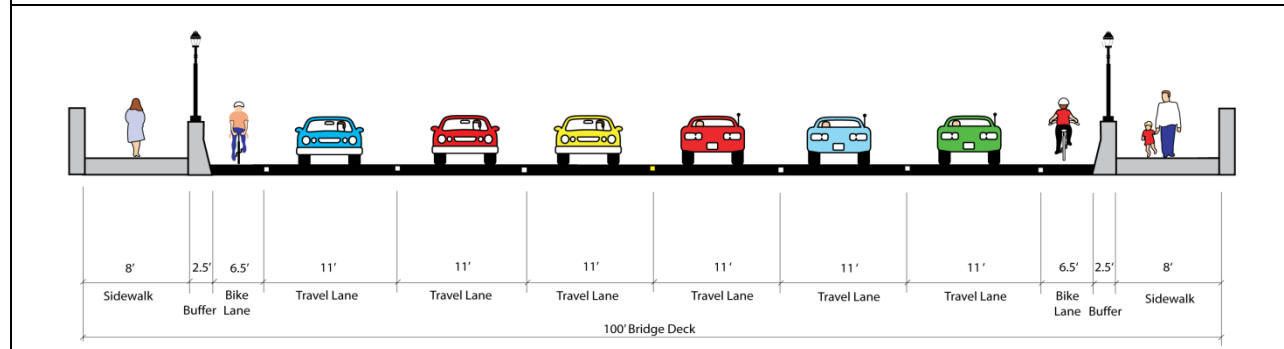 8' 2.5' 6.5' 11' 11' 11' 11' 11' 11' 6.5' 2.5' 8'
Sidewalk Buffer Bike Lane Travel Lane Travel Lane Travel Lane Travel Lane Travel Lane Travel Lane Bike Lane Buffer Sidewalk
100' Bridge Deck